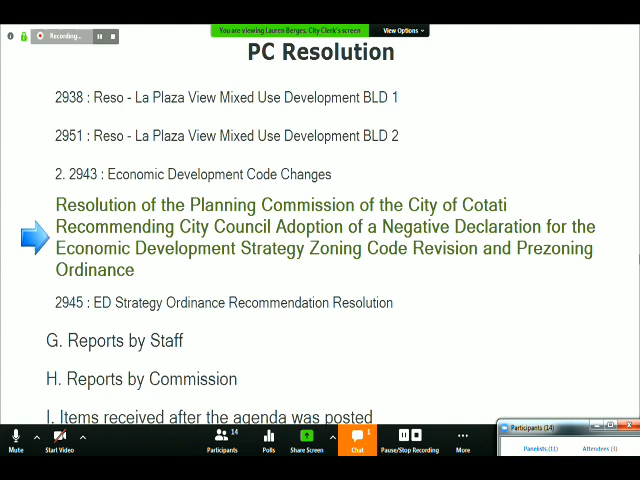 Recording...
You are viewing Lauren Berges, City Clerk's screen
View Options
PC Resolution
2938 : Reso - La Plaza View Mixed Use Development BLD 1
2951 : Reso - La Plaza View Mixed Use Development BLD 2
2. 2943 : Economic Development Code Changes
Resolution of the Planning Commission of the City of Cotati
Recommending City Council Adoption of a Negative Declaration for the
Economic Development Strategy Zoning Code Revision and Prezoning
Ordinance
2945 : ED Strategy Ordinance Recommendation Resolution
G. Reports by Staff
H. Reports by Commission
I. Items received after the agenda was posted
Participants (14)
Panelists (11) Attendees (3)
14
1
Mute Start Video Participants Polls Share Screen Chat Pause/Stop Recording More